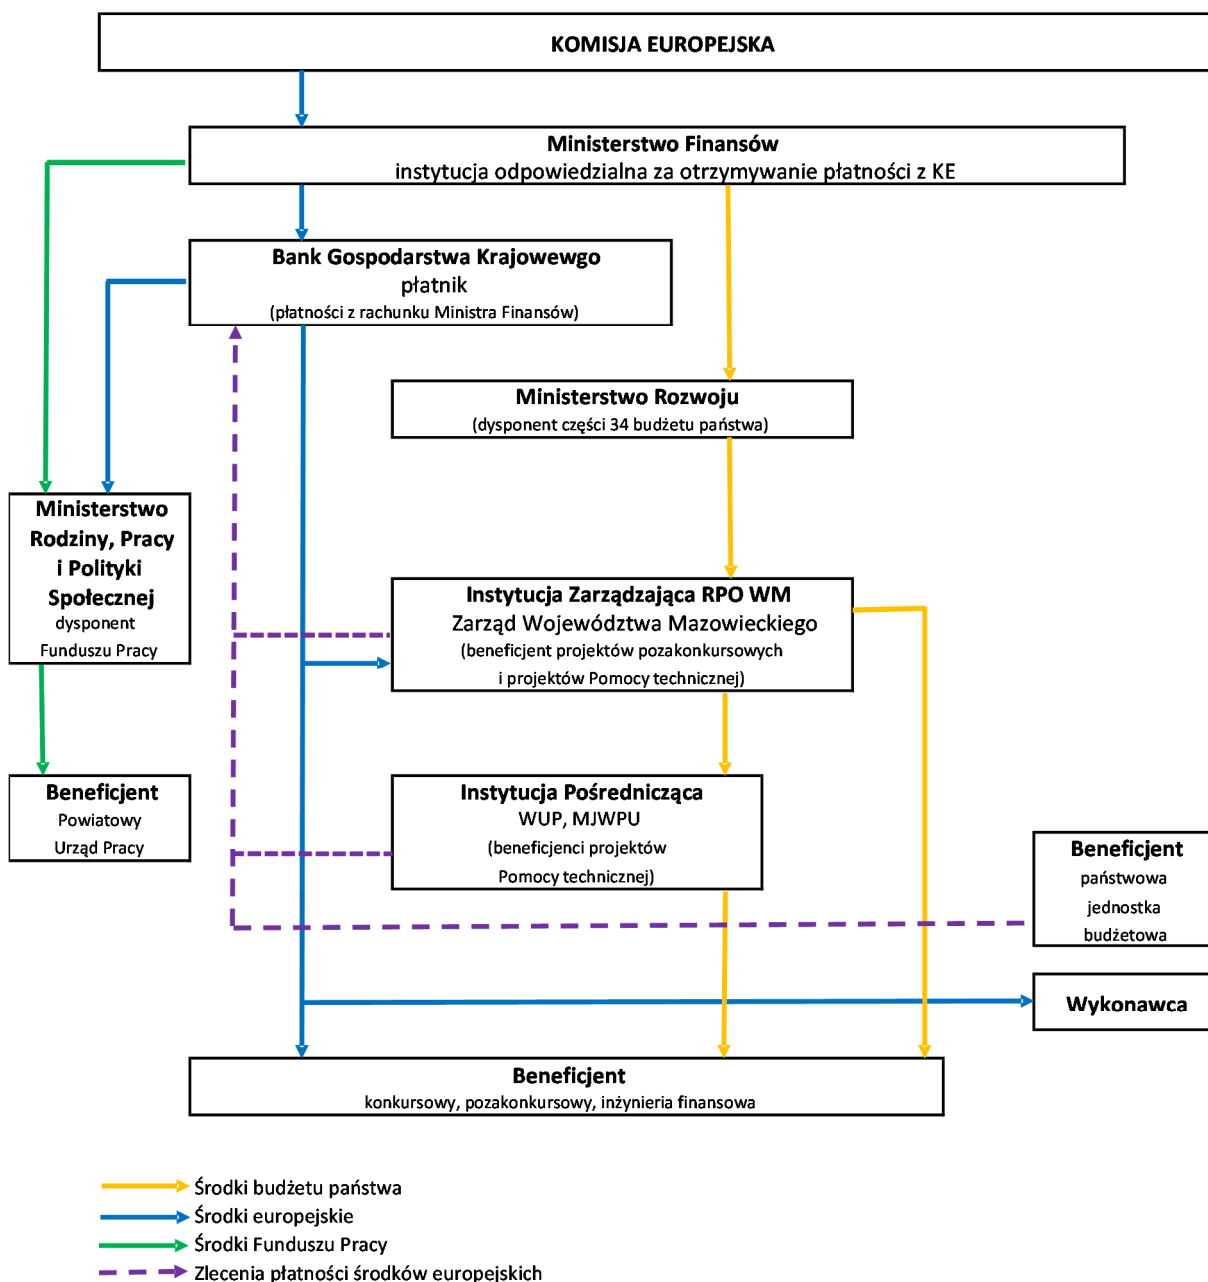 KOMISJA EUROPEJSKA
Ministerstwo Finansów
instytucja odpowiedzialna za otrzymywanie płatności z KE
Bank Gospodarstwa Krajowewgo
płatnik
(płatności z rachunku Ministra Finansów)
Ministerstwo Rozwoju
(dysponent części 34 budżetu państwa)
Ministerstwo
Rodziny, Pracy
i Polityki
Społecznej
dysponent
Funduszu Pracy
Instytucja Zarządzająca RPO WM
Zarząd Województwa Mazowieckiego
(beneficjent projektów pozakonkursowych
i projektów Pomocy technicznej)
Beneficjent
Powiatowy
Urząd Pracy
Instytucja Pośrednicząca
WUP, MJWPU
(beneficjenci projektów
Pomocy technicznej)
Beneficjent
państwowa
jednostka
budżetowa
Wykonawca
Beneficjent
konkursowy, pozakonkursowy, inżynieria finansowa
Środki budżetu państwa
Środki europejskie
Środki Funduszu Pracy
Zlecenia płatności środków europejskich